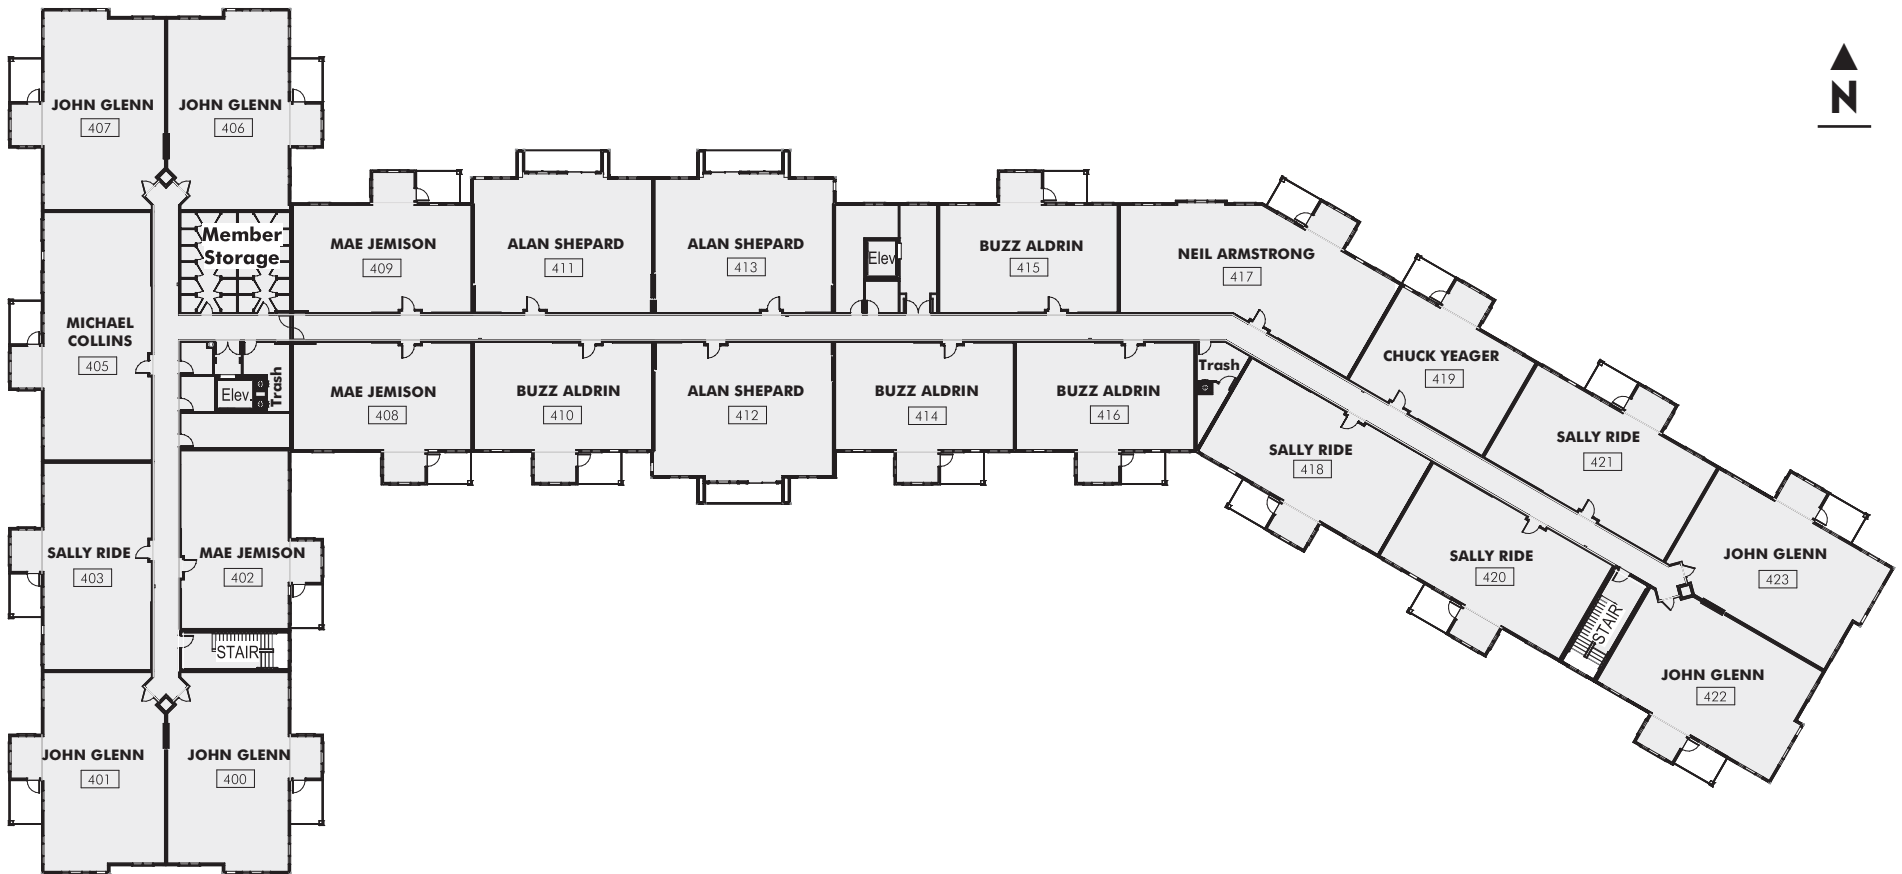 N
JOHN GLENN
407
JOHN GLENN
406
Member
Storage
MAE JEMISON
409
ALAN SHEPARD
411
ALAN SHEPARD
413
Elev
BUZZ ALDRIN
415
NEIL ARMSTRONG
417
MICHAEL
COLLINS
405
Elev.
Trash
MAE JEMISON
408
BUZZ ALDRIN
410
ALAN SHEPARD
412
BUZZ ALDRIN
414
BUZZ ALDRIN
416
Trash
CHUCK YEAGER
419
SALLY RIDE
418
SALLY RIDE
421
SALLY RIDE
403
MAE JEMISON
402
SALLY RIDE
420
JOHN GLENN
423
STAIR
STAIR
JOHN GLENN
422
JOHN GLENN
401
JOHN GLENN
400